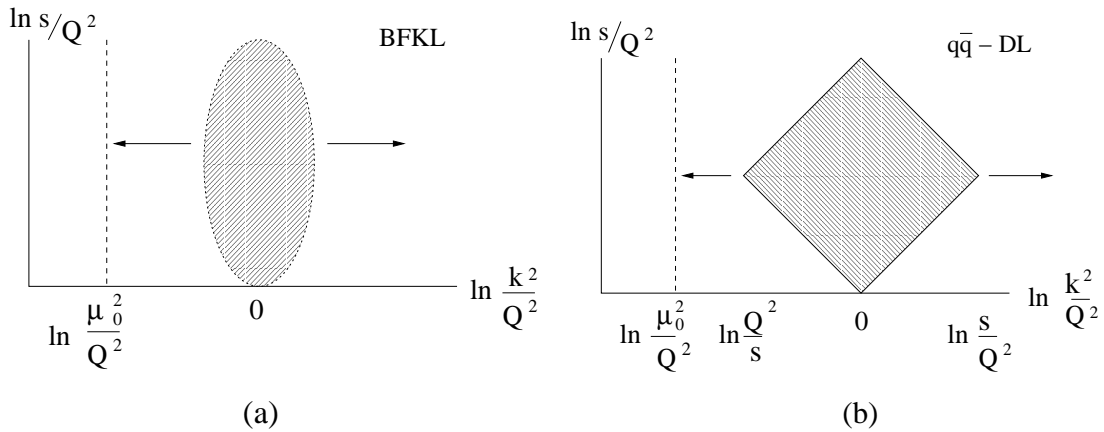 ln s/Q²
BFKL
ln k²/Q²
ln μ₀²/Q²
0
(a)
ln s/Q²
qq̅ – DL
ln k²/Q²
ln μ₀²/Q²
ln Q²/s
0
ln s/Q²
(b)